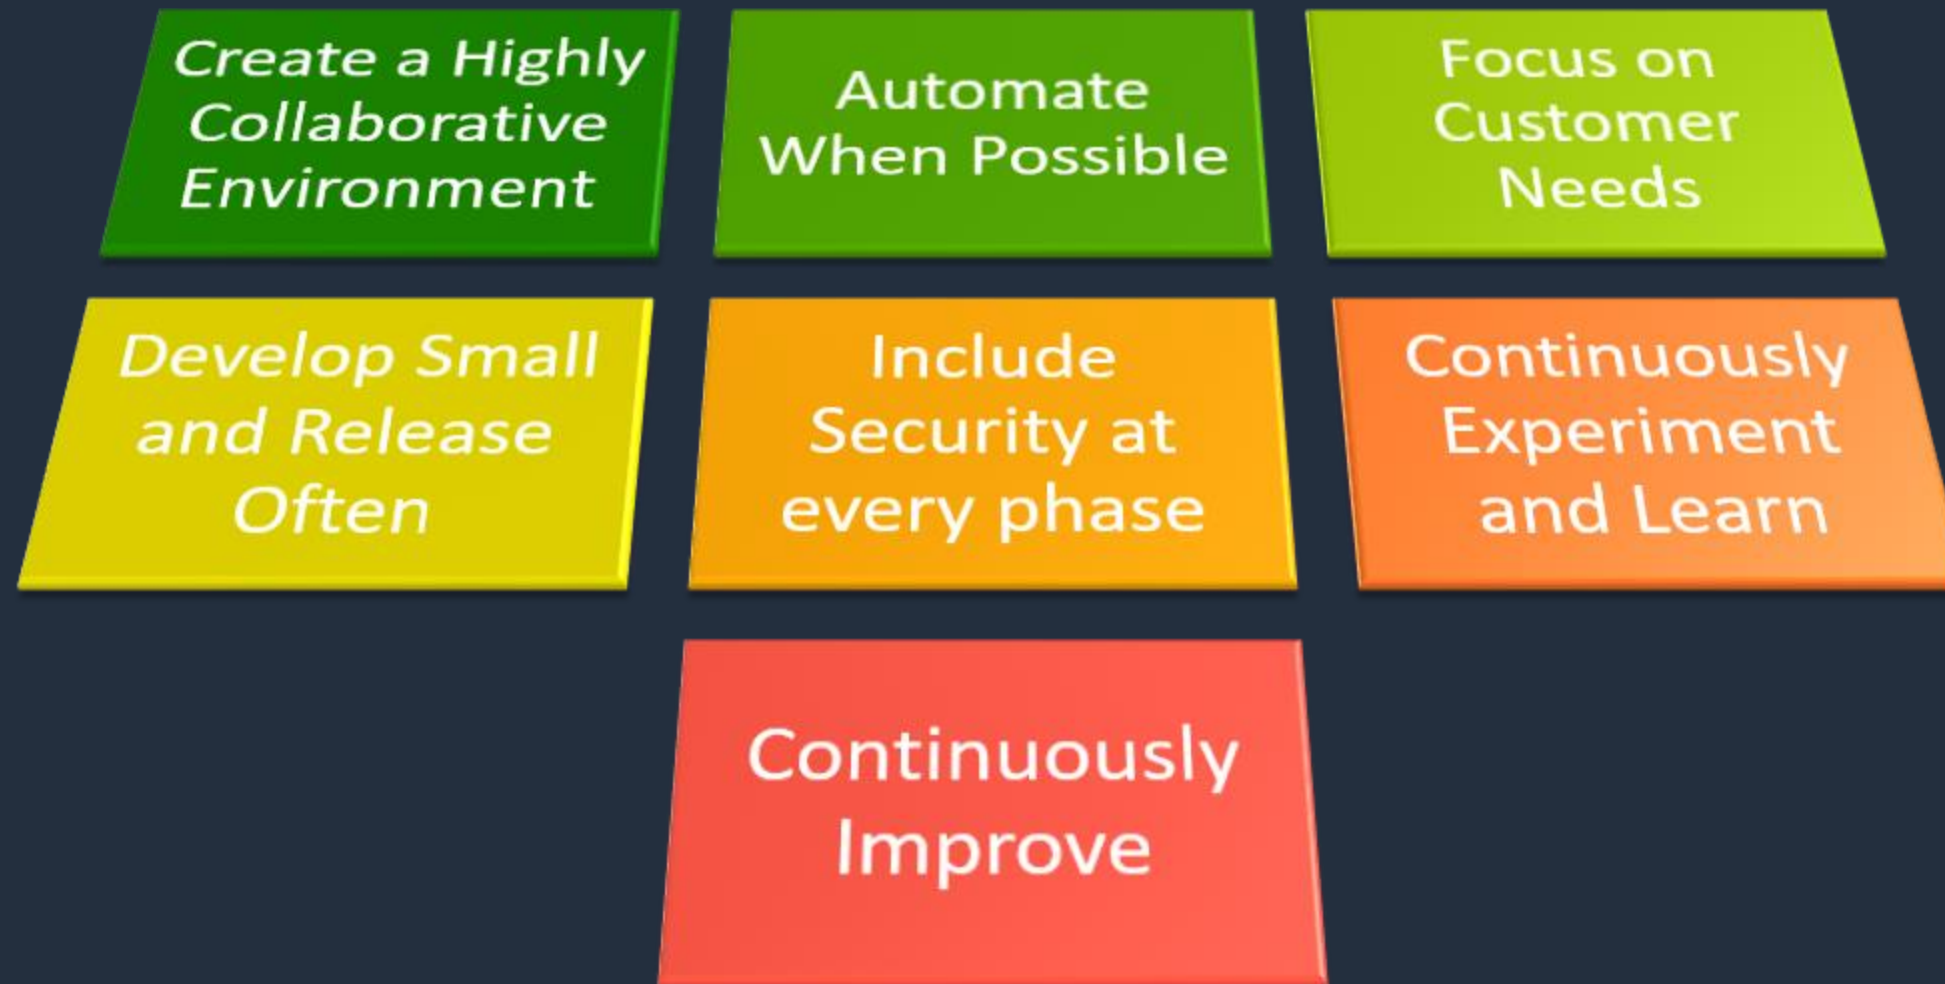 Create a Highly
Collaborative
Environment
Automate
When Possible
Focus on
Customer
Needs
Develop Small
and Release
Often
Include
Security at
every phase
Continuously
Experiment
and Learn
Continuously
Improve